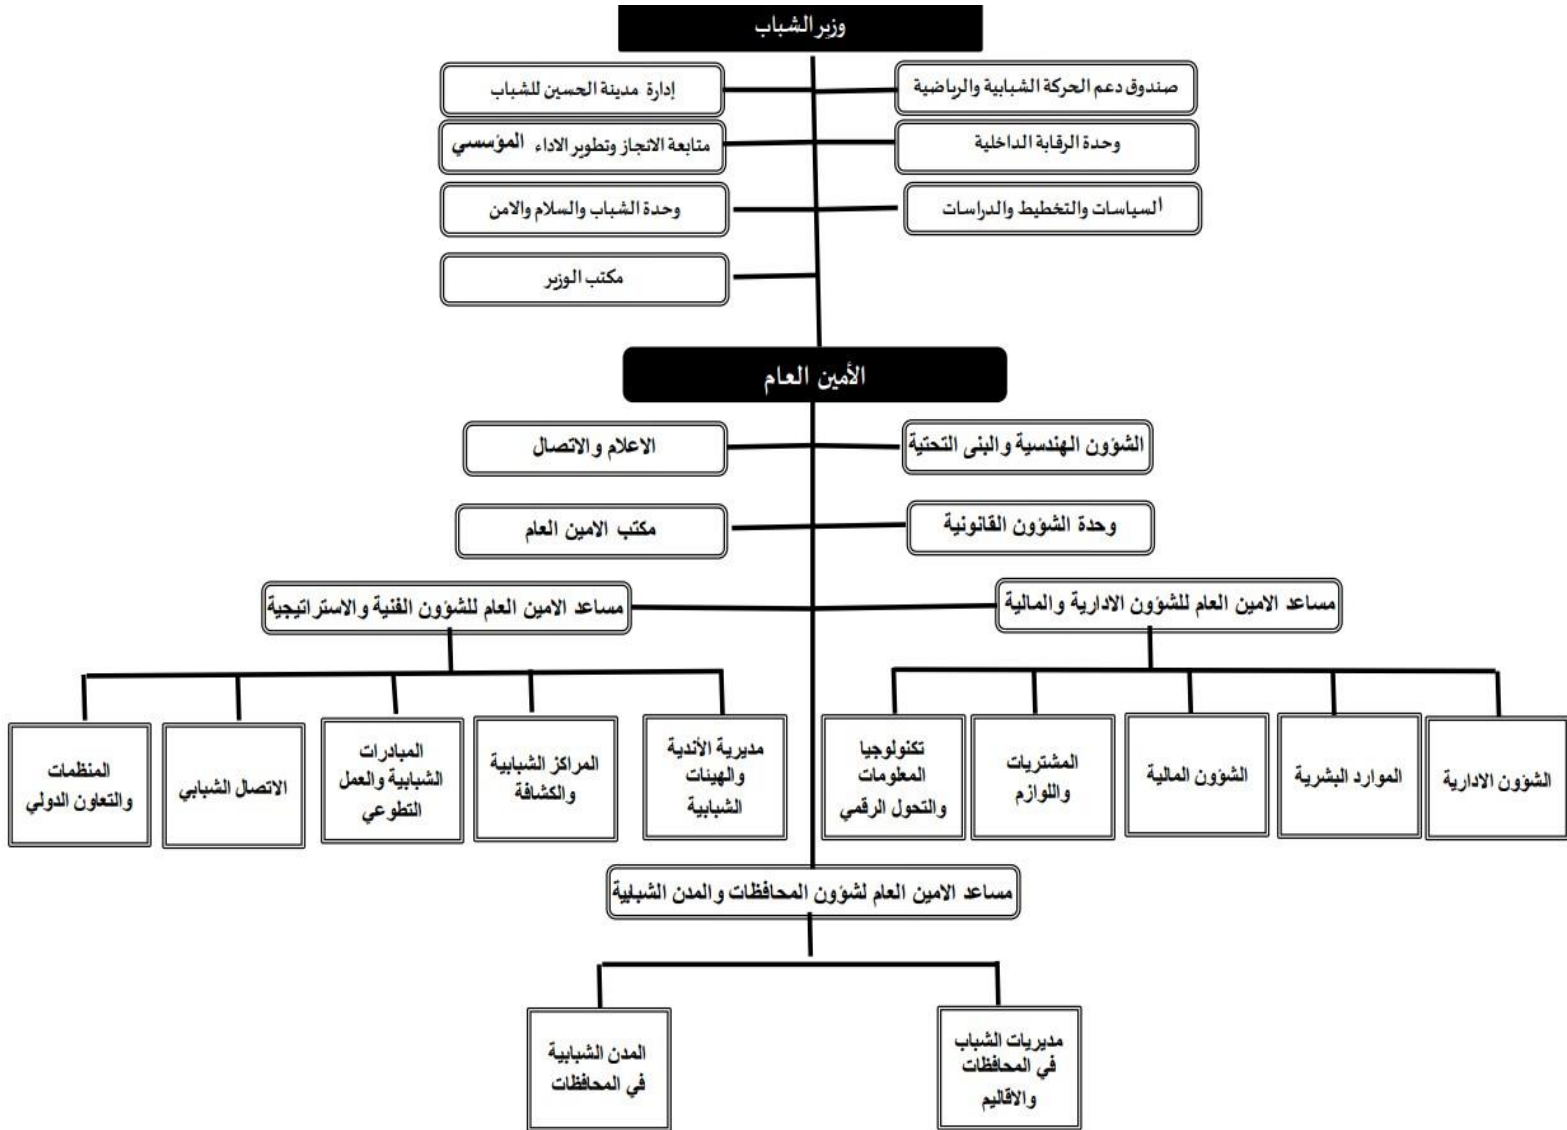 وزير الشباب
صندوق دعم الحركة الشبابية والرياضية
إدارة مدينة الحسين للشباب
وحدة الرقابة الداخلية
متابعة الانجاز وتطوير الاداء المؤسسي
ألسياسات والتخطيط والدراسات
وحدة الشباب والسلام والامن
مكتب الوزير
الأمين العام
الشؤون الهندسية والبنى التحتية
الاعلام والاتصال
وحدة الشؤون القانونية
مكتب الامين العام
مساعد الامين العام للشؤون الادارية والمالية
مساعد الامين العام للشؤون الفنية والاستراتيجية
الشؤون الادارية
الموارد البشرية
الشؤون المالية
المشتريات
واللوازم
تكنولوجيا
المعلومات
والتحول الرقمي
مديرية الأندية
والهيئات
الشبابية
المراكز الشبابية
والكشافة
المبادرات
الشبابية والعمل
التطوعي
الاتصال الشبابي
المنظمات
والتعاون الدولي
مساعد الامين العام لشؤون المحافظات والمدن الشبابية
مديريات الشباب
في المحافظات
والاقاليم
المدن الشبابية
في المحافظات